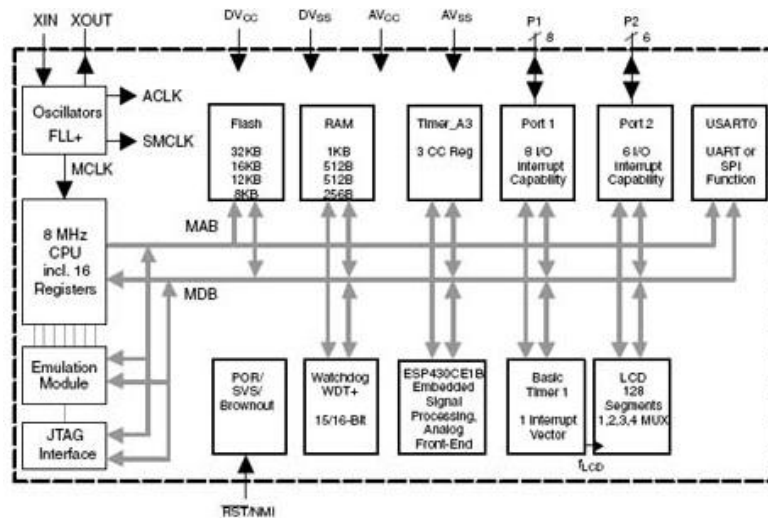 XIN XOUT DVCC DVSS AVCC AVSS P1 P2
8 6
Oscillators
FLL+
ACLK
SMCLK
MCLK
Flash
32KB
16KB
12KB
8KB
RAM
1KB
512B
512B
256B
Timer_A3
3 CC Reg
Port 1
8 I/O
Interrupt
Capability
Port 2
6 I/O
Interrupt
Capability
USART0
UART or
SPI
Function
8 MHz
CPU
incl. 16
Registers
MAB
MDB
Emulation
Module
JTAG
Interface
POR/
SVS/
Brownout
Watchdog
WDT+
15/16-Bit
ESP430CE1B
Embedded
Signal
Processing,
Analog
Front-End
Basic
Timer 1
1 Interrupt
Vector
LCD
128
Segments
1,2,3,4 MUX
fLCD
RST/NMI